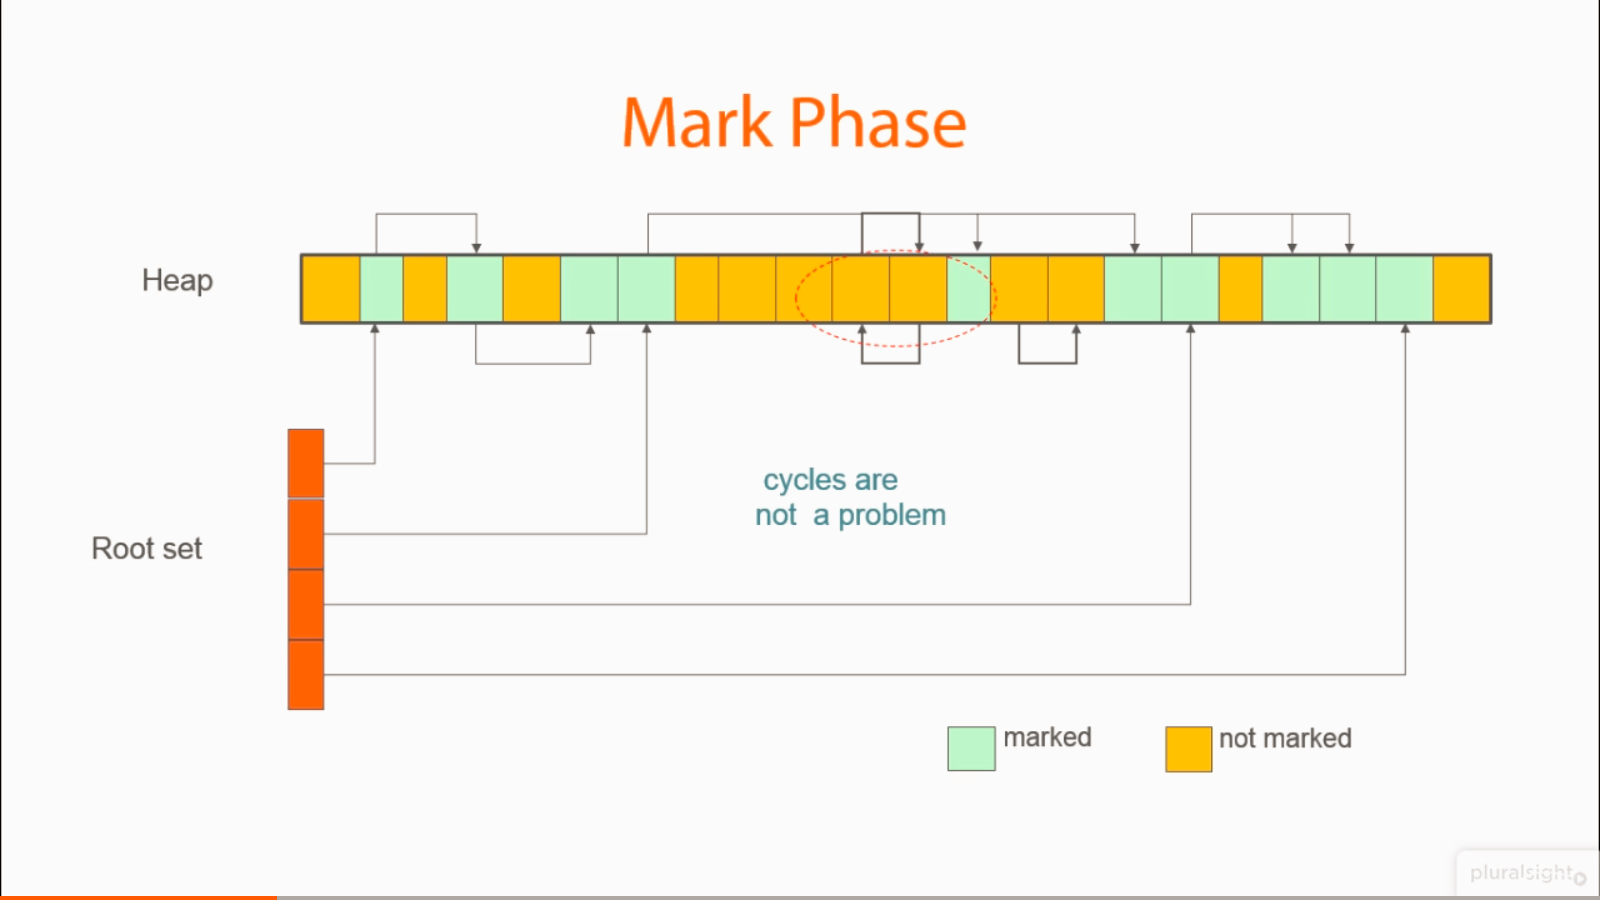 Mark Phase
Heap
cycles are
not a problem
Root set
marked
not marked
pluralsight